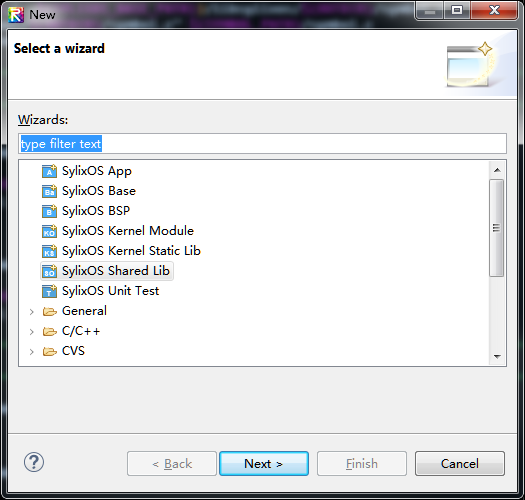 New
Select a wizard
Wizards:
type filter text
SylixOS App
SylixOS Base
SylixOS BSP
SylixOS Kernel Module
SylixOS Kernel Static Lib
SylixOS Shared Lib
SylixOS Unit Test
General
C/C++
CVS
< Back Next > Finish Cancel